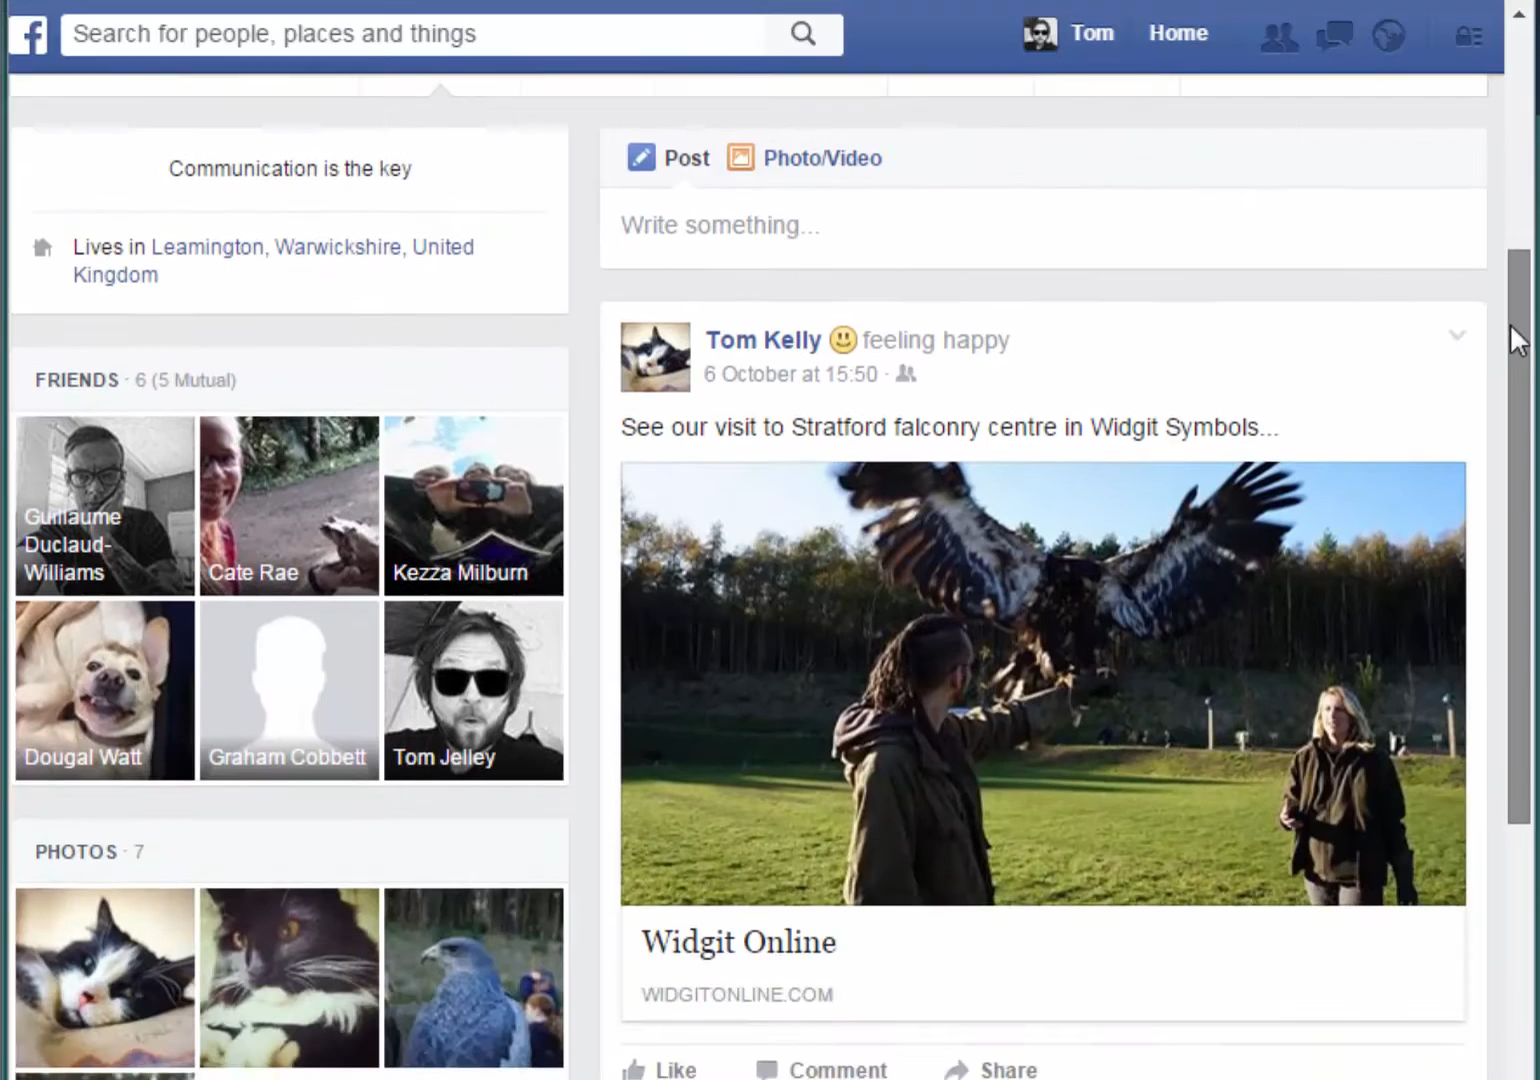 f
Search for people, places and things
Tom
Home
Communication is the key
Lives in Leamington, Warwickshire, United
Kingdom
FRIENDS · 6 (5 Mutual)
Guillaume
Duclaud-
Williams
Cate Rae
Kezza Milburn
Dougal Watt
Graham Cobbett
Tom Jelley
PHOTOS · 7
Post
Photo/Video
Write something...
Tom Kelly feeling happy
6 October at 15:50 ·
See our visit to Stratford falconry centre in Widgit Symbols...
Widgit Online
WIDGITONLINE.COM
Like
Comment
Share